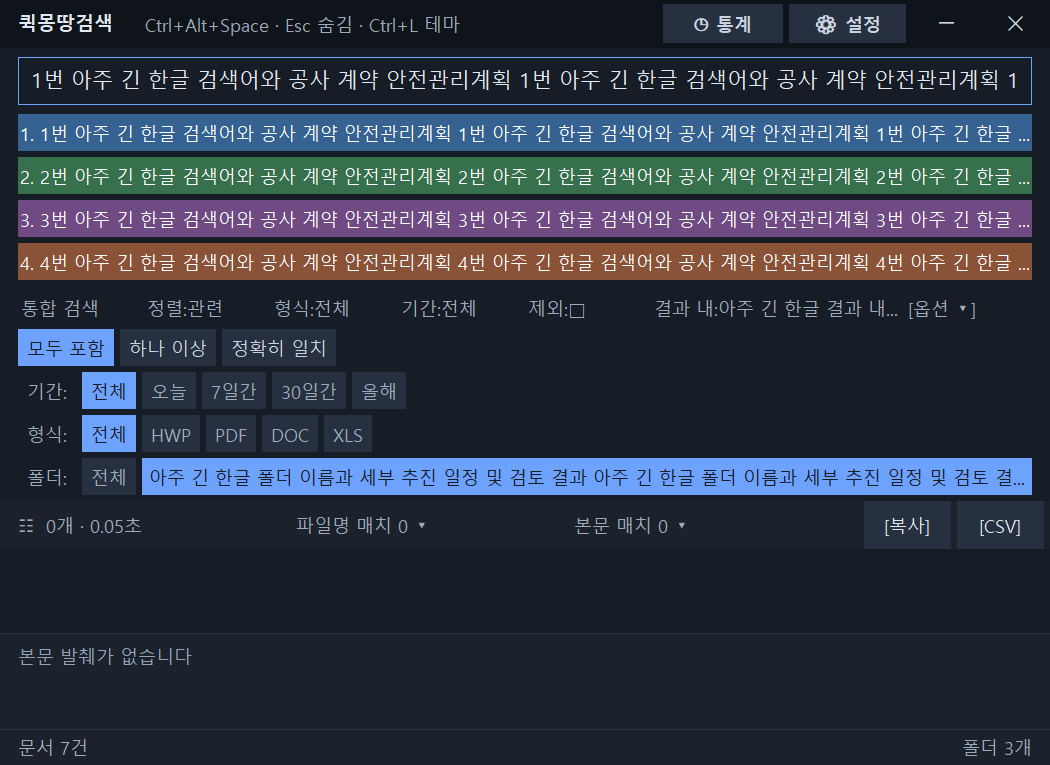 퀵몽땅검색 Ctrl+Alt+Space · Esc 숨김 · Ctrl+L 테마 통계 설정
1번 아주 긴 한글 검색어와 공사 계약 안전관리계획 1번 아주 긴 한글 검색어와 공사 계약 안전관리계획 1
1. 1번 아주 긴 한글 검색어와 공사 계약 안전관리계획 1번 아주 긴 한글 검색어와 공사 계약 안전관리계획 1번 아주 긴 한글 ...
2. 2번 아주 긴 한글 검색어와 공사 계약 안전관리계획 2번 아주 긴 한글 검색어와 공사 계약 안전관리계획 2번 아주 긴 한글 ...
3. 3번 아주 긴 한글 검색어와 공사 계약 안전관리계획 3번 아주 긴 한글 검색어와 공사 계약 안전관리계획 3번 아주 긴 한글 ...
4. 4번 아주 긴 한글 검색어와 공사 계약 안전관리계획 4번 아주 긴 한글 검색어와 공사 계약 안전관리계획 4번 아주 긴 한글 ...
통합 검색 정렬:관련 형식:전체 기간:전체 제외:□ 결과 내:아주 긴 한글 결과 내... [옵션 ▾]
모두 포함 하나 이상 정확히 일치
기간: 전체 오늘 7일간 30일간 올해
형식: 전체 HWP PDF DOC XLS
폴더: 전체 아주 긴 한글 폴더 이름과 세부 추진 일정 및 검토 결과 아주 긴 한글 폴더 이름과 세부 추진 일정 및 검토 결...
☷ 0개 · 0.05초 파일명 매치 0 ▾ 본문 매치 0 ▾ [복사] [CSV]
본문 발췌가 없습니다
문서 7건 폴더 3개